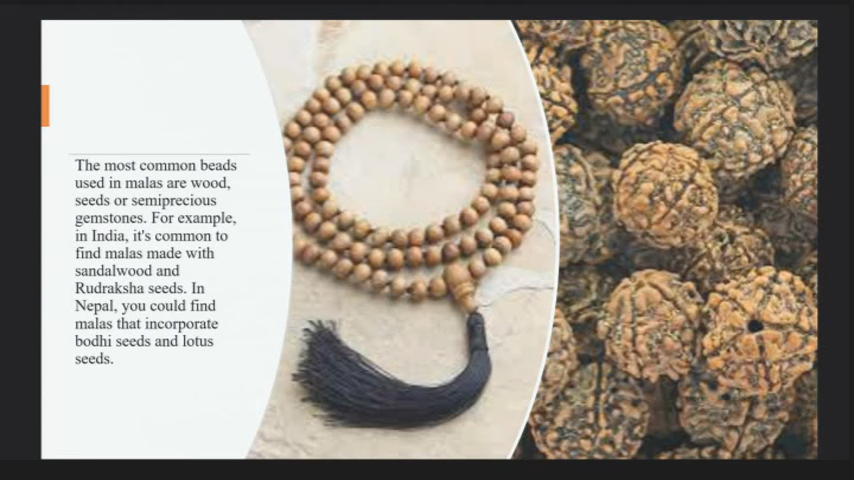 The most common beads
used in malas are wood,
seeds or semiprecious
gemstones. For example,
in India, it's common to
find malas made with
sandalwood and
Rudraksha seeds. In
Nepal, you could find
malas that incorporate
bodhi seeds and lotus
seeds.